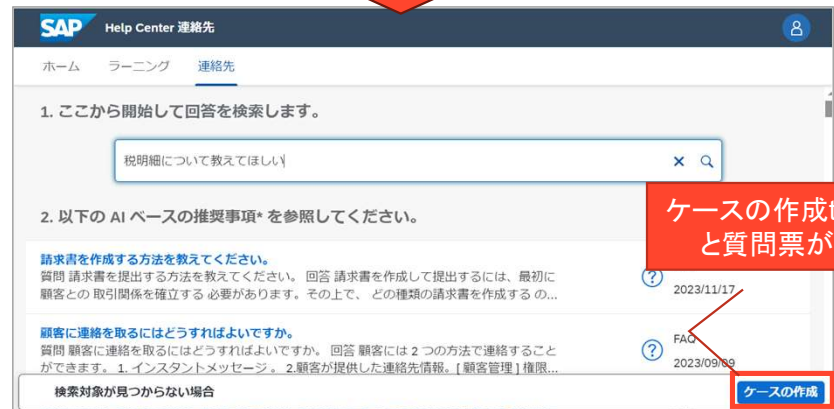 SAP Help Center 連絡先
ホーム ラーニング 連絡先
1. ここから開始して回答を検索します。
税明細について教えてほしい
2. 以下の AI ベースの推奨事項* を参照してください。
ケースの作成
と質問票が
請求書を作成する方法を教えてください。
質問 請求書を提出する方法を教えてください。 回答 請求書を作成して提出するには、最初に
顧客との 取引関係を確立する 必要があります。その上で、 どの種類の請求書を作成する の...
2023/11/17
顧客に連絡を取るにはどうすればよいですか。
質問 顧客に連絡を取るにはどうすればよいですか。 回答 顧客には 2 つの方法で連絡すること
ができます。 1. インスタントメッセージ 。 2.顧客が提供した連絡先情報。[ 顧客管理 ] 権限...
FAQ
2023/09/09
検索対象が見つからない場合
ケースの作成